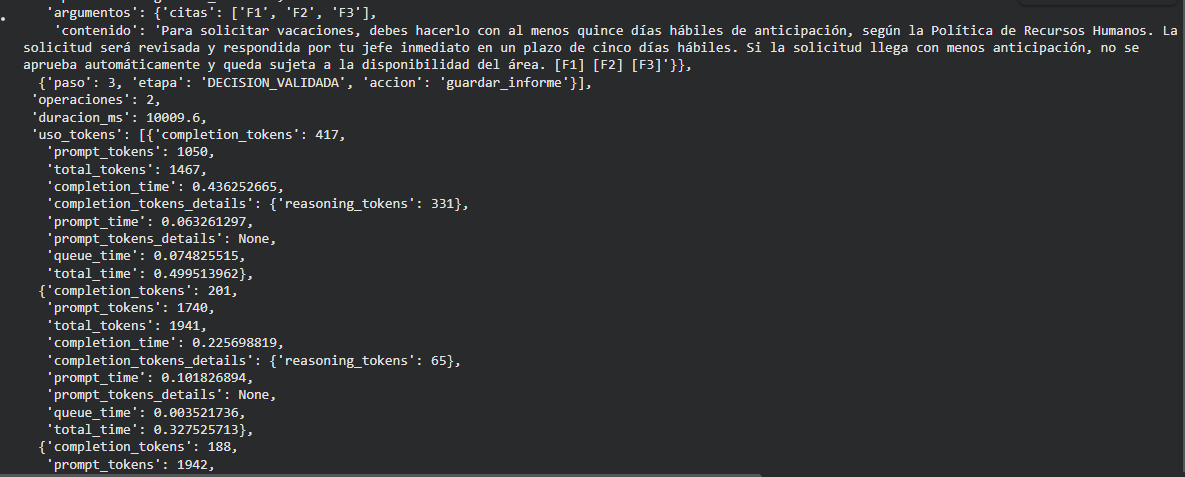 'argumentos': {'citas': ['F1', 'F2', 'F3'],
'contenido': 'Para solicitar vacaciones, debes hacerlo con al menos quince días hábiles de anticipación, según la Política de Recursos Humanos. La
solicitud será revisada y respondida por tu jefe inmediato en un plazo de cinco días hábiles. Si la solicitud llega con menos anticipación, no se
aprueba automáticamente y queda sujeta a la disponibilidad del área. [F1] [F2] [F3]'}},
{'paso': 3, 'etapa': 'DECISION_VALIDADA', 'accion': 'guardar_informe'}],
'operaciones': 2,
'duracion_ms': 10009.6,
'uso_tokens': [{'completion_tokens': 417,
'prompt_tokens': 1050,
'total_tokens': 1467,
'completion_time': 0.436252665,
'completion_tokens_details': {'reasoning_tokens': 331},
'prompt_time': 0.063261297,
'prompt_tokens_details': None,
'queue_time': 0.074825515,
'total_time': 0.499513962},
{'completion_tokens': 201,
'prompt_tokens': 1740,
'total_tokens': 1941,
'completion_time': 0.225698819,
'completion_tokens_details': {'reasoning_tokens': 65},
'prompt_time': 0.101826894,
'prompt_tokens_details': None,
'queue_time': 0.003521736,
'total_time': 0.327525713},
{'completion_tokens': 188,
'prompt_tokens': 1942,